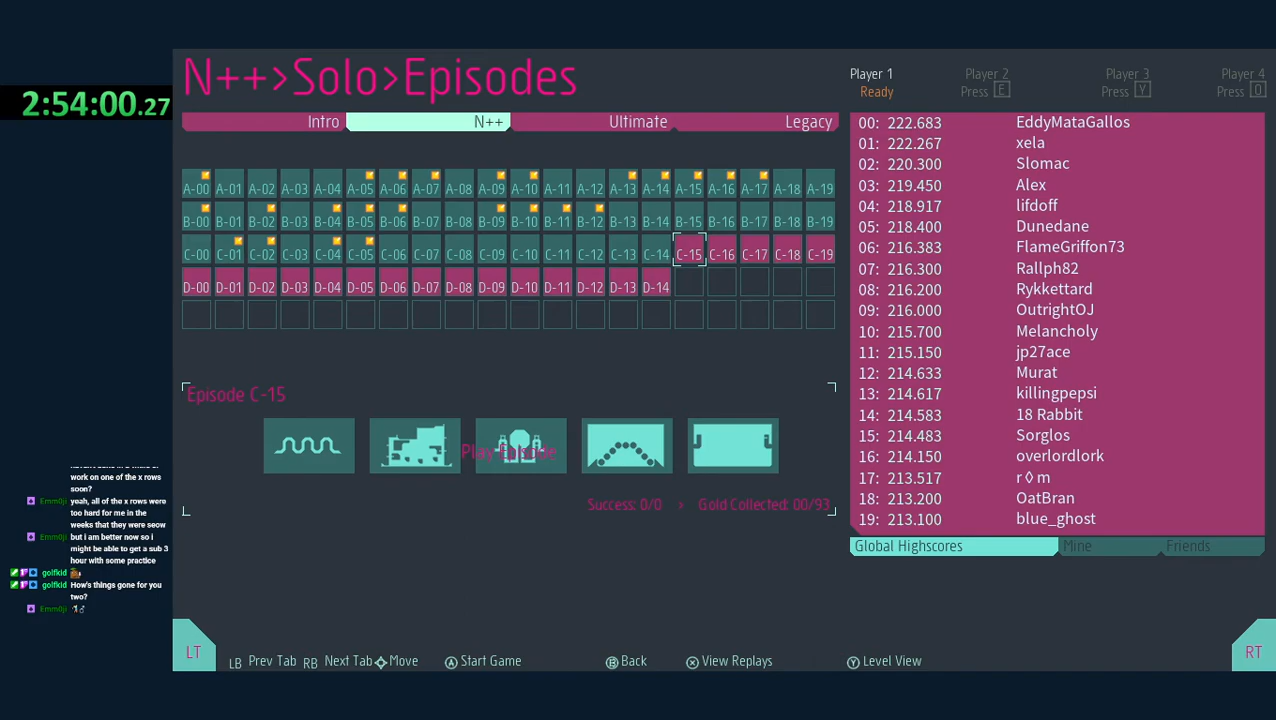 N++>Solo>Episodes
Player 1
Ready
Player 2
Press E
Player 3
Press Y
Player 4
Press O
2:54:00.27
Intro
N++
Ultimate
Legacy
A-00 A-01 A-02 A-03 A-04 A-05 A-06 A-07 A-08 A-09 A-10 A-11 A-12 A-13 A-14 A-15 A-16 A-17 A-18 A-19
B-00 B-01 B-02 B-03 B-04 B-05 B-06 B-07 B-08 B-09 B-10 B-11 B-12 B-13 B-14 B-15 B-16 B-17 B-18 B-19
C-00 C-01 C-02 C-03 C-04 C-05 C-06 C-07 C-08 C-09 C-10 C-11 C-12 C-13 C-14 C-15 C-16 C-17 C-18 C-19
D-00 D-01 D-02 D-03 D-04 D-05 D-06 D-07 D-08 D-09 D-10 D-11 D-12 D-13 D-14
Episode C-15
Play Episode
Success: 0/0 > Gold Collected: 00/93
00: 222.683 EddyMataGallos
01: 222.267 xela
02: 220.300 Slomac
03: 219.450 Alex
04: 218.917 lifdoff
05: 218.400 Dunedane
06: 216.383 FlameGriffon73
07: 216.300 Rallph82
08: 216.200 Rykkettard
09: 216.000 OutrightOJ
10: 215.700 Melancholy
11: 215.150 jp27ace
12: 214.633 Murat
13: 214.617 killingpepsi
14: 214.583 18 Rabbit
15: 214.483 Sorglos
16: 214.150 overlordlork
17: 213.517 r◊m
18: 213.200 OatBran
19: 213.100 blue_ghost
Global Highscores
Mine
Friends
work on one of the x rows
soon?
Emm0ji yeah, all of the x rows were
too hard for me in the
weeks that they were seow
Emm0ji but i am better now so i
might be able to get a sub 3
hour with some practice
golfkid
golfkid How's things gone for you
two?
Emm0ji
LT
LB Prev Tab RB Next Tab Move A Start Game B Back X View Replays Y Level View
RT